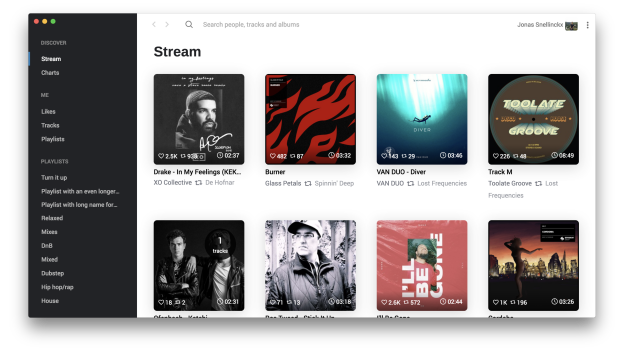 Search people, tracks and albums
Jonas Snellinckx
DISCOVER
Stream
Charts
ME
Likes
Tracks
Playlists
PLAYLISTS
Turn it up
Playlist with an even longer...
Playlist with long name for...
Relaxed
Mixes
DnB
Mixed
Dubstep
Hip hop/rap
House
Stream
2.5K
02:37
Drake - In My Feelings (KEK...
XO Collective De Hofnar
482 87 03:32
Burner
Glass Petals Spinnin' Deep
DIVER
143 29 03:46
VAN DUO - Diver
VAN DUO Lost Frequencies
TOOLATE
GROOVE
226 48 08:49
Track M
Toolate Groove Lost
Frequencies
1
tracks
18 2 02:31
71 13 03:18
I'LL
BE
GONE
2.6K 572 02:44
I'll Be Gone
1K 196 03:26